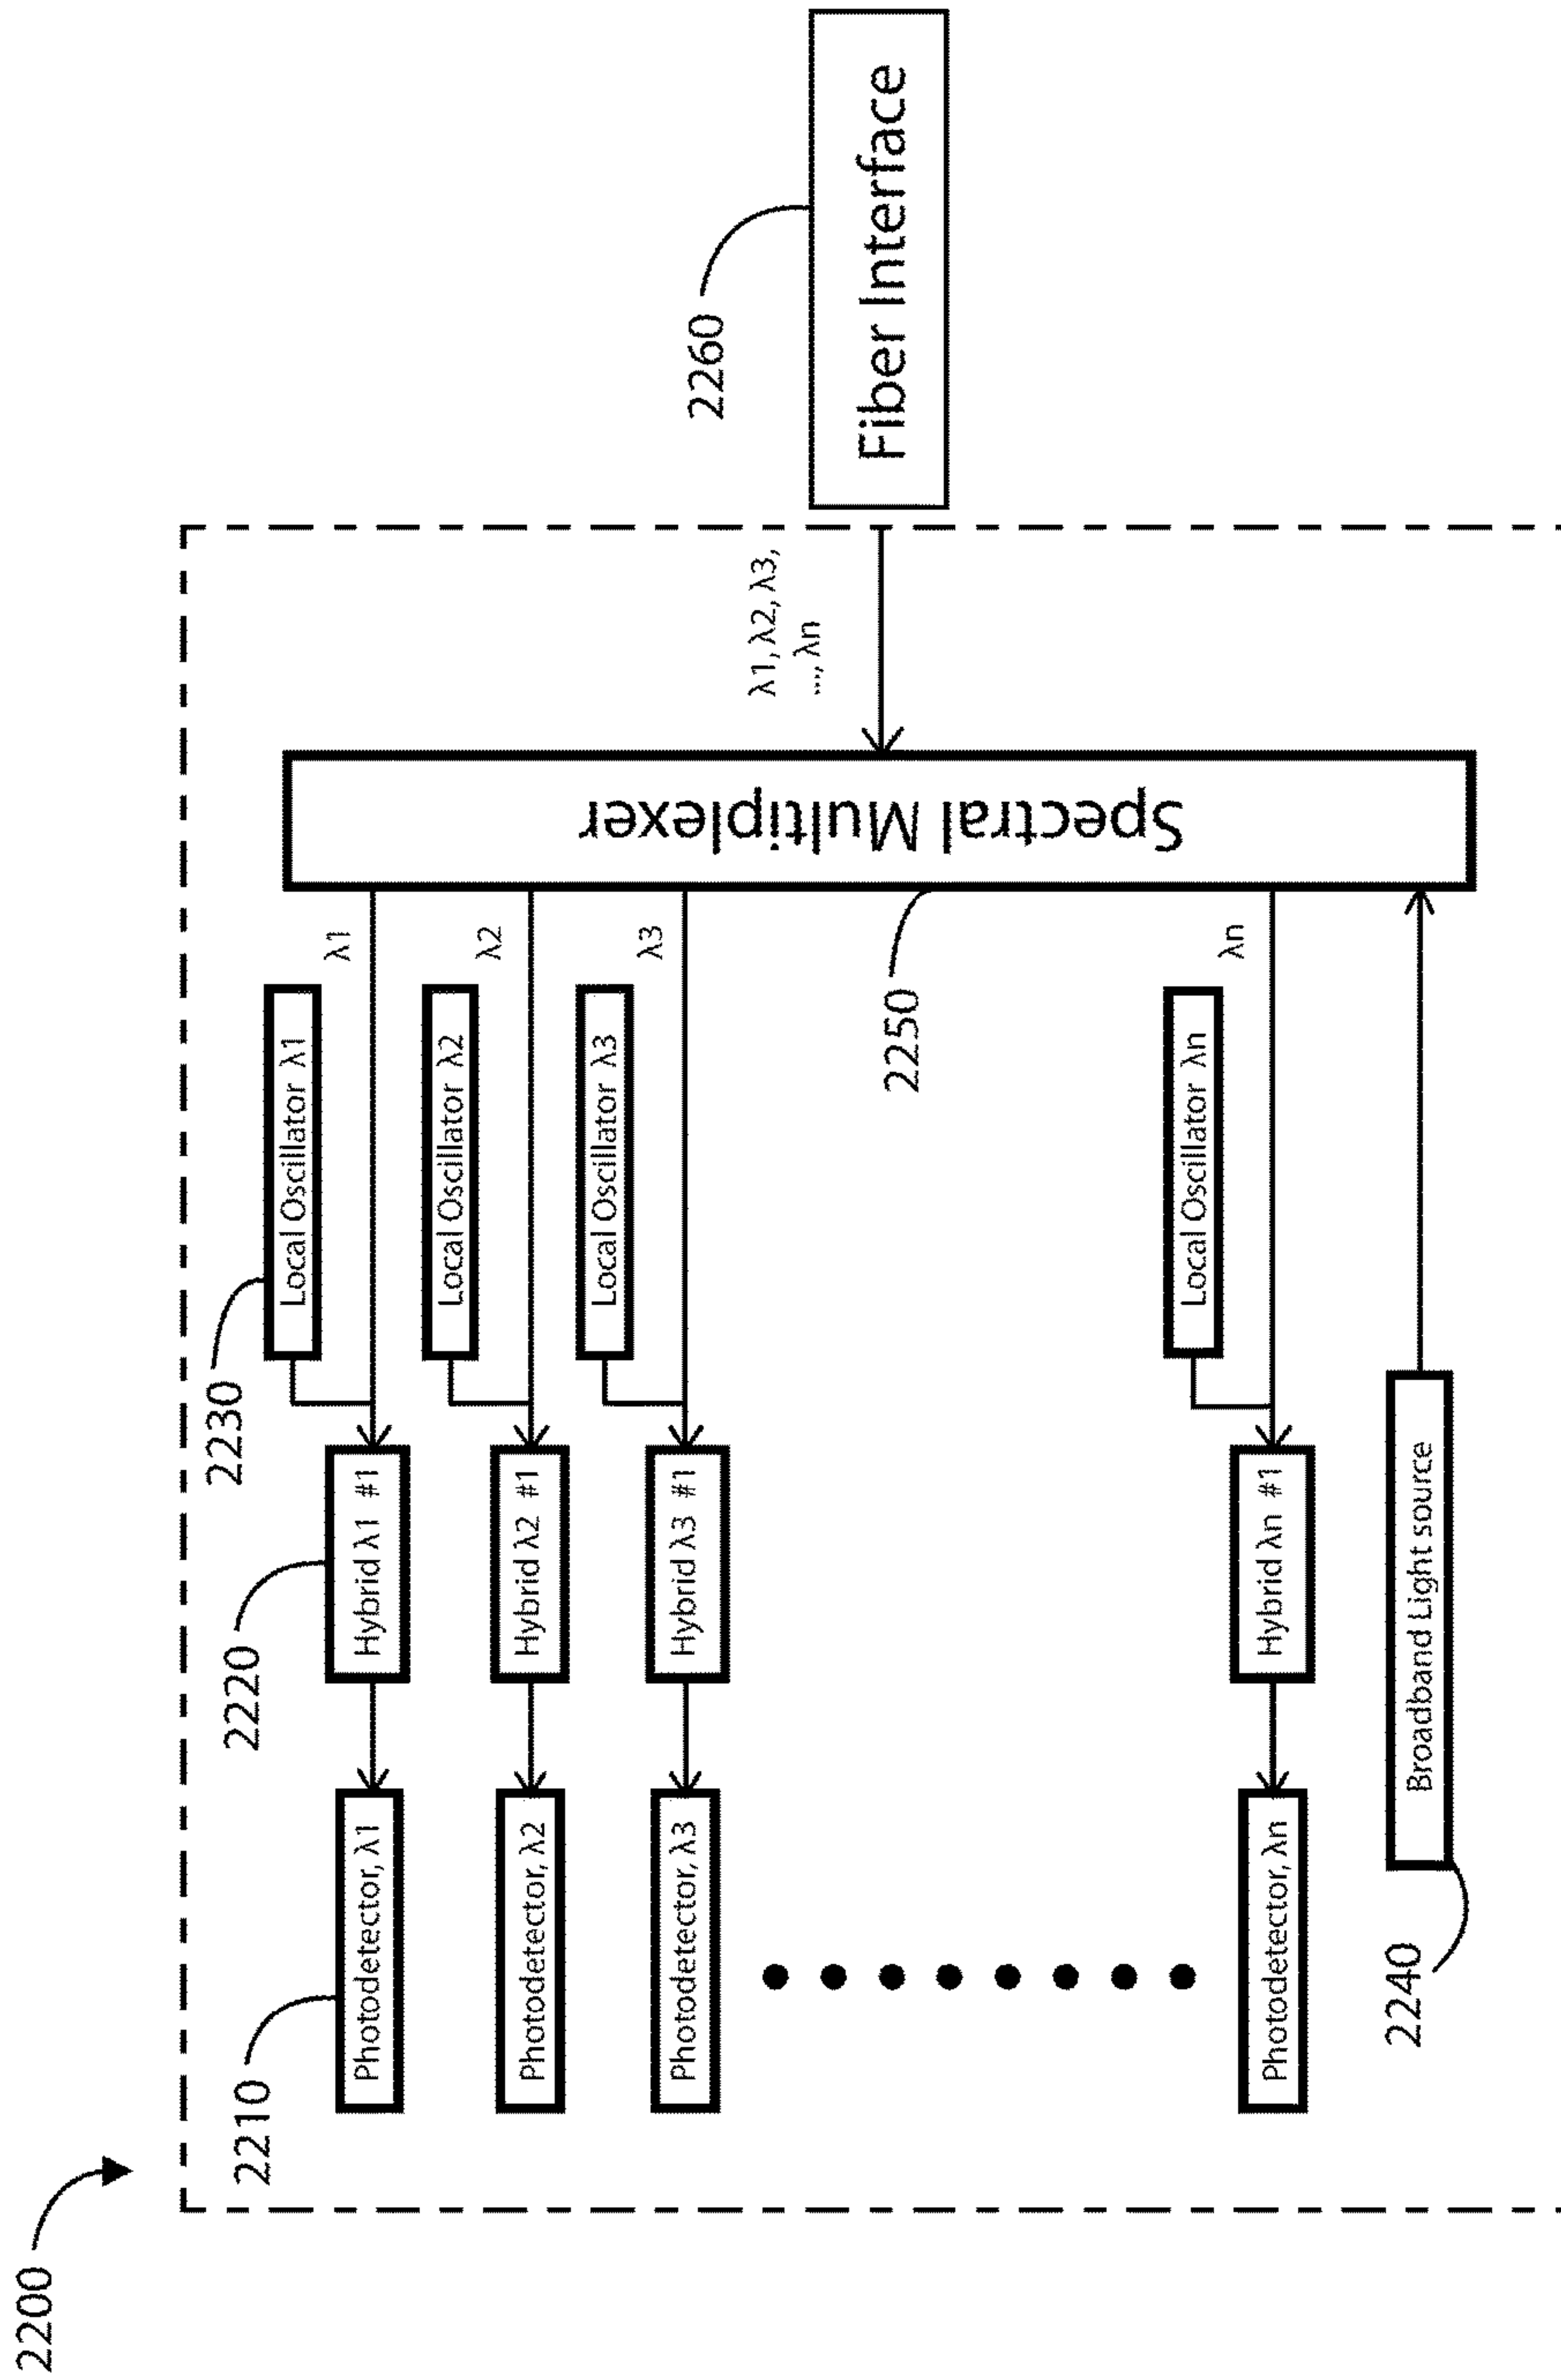 2200
2210
2220
2230
Photodetector, λ1
Hybrid λ1 #1
Local Oscillator λ1
λ1
Photodetector, λ2
Hybrid λ2 #1
Local Oscillator λ2
λ2
Photodetector, λ3
Hybrid λ3 #1
Local Oscillator λ3
λ3
Photodetector, λn
Hybrid λn #1
Local Oscillator λn
λn
2240
Broadband Light source
2250
Spectral Multiplexer
λ1, λ2, λ3,
..., λn
2260
Fiber Interface